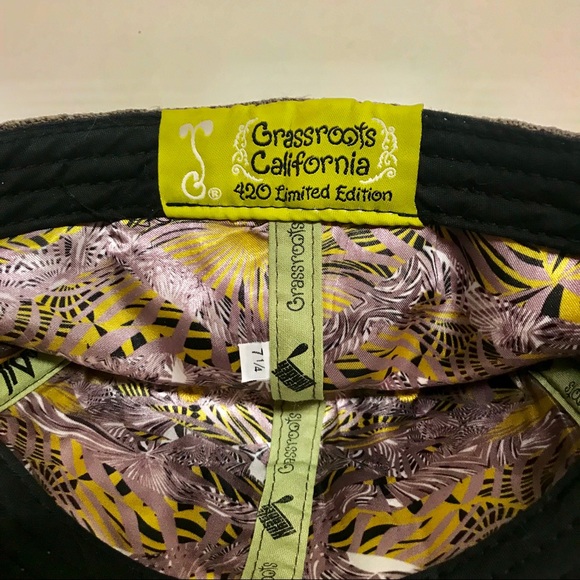 Grassroots
California
420 Limited Edition
®
Grassroots
7 1/4
Grassroots